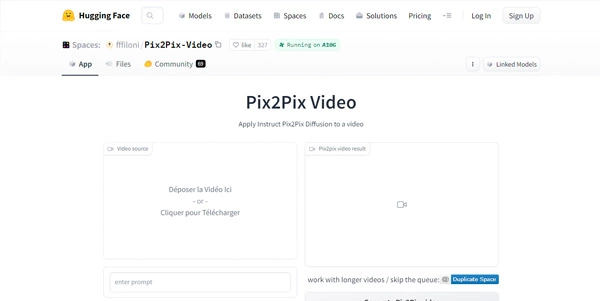 Hugging Face
Models Datasets Spaces Docs Solutions Pricing Log In Sign Up
Spaces: fffiloni/Pix2Pix-Video like 327 Running on A10G
App Files Community 69 Linked Models
Pix2Pix Video
Apply Instruct Pix2Pix Diffusion to a video
Video source Pix2pix video result
Déposer la Vidéo Ici
- or -
Cliquer pour Télécharger
work with longer videos / skip the queue: Duplicate Space
enter prompt